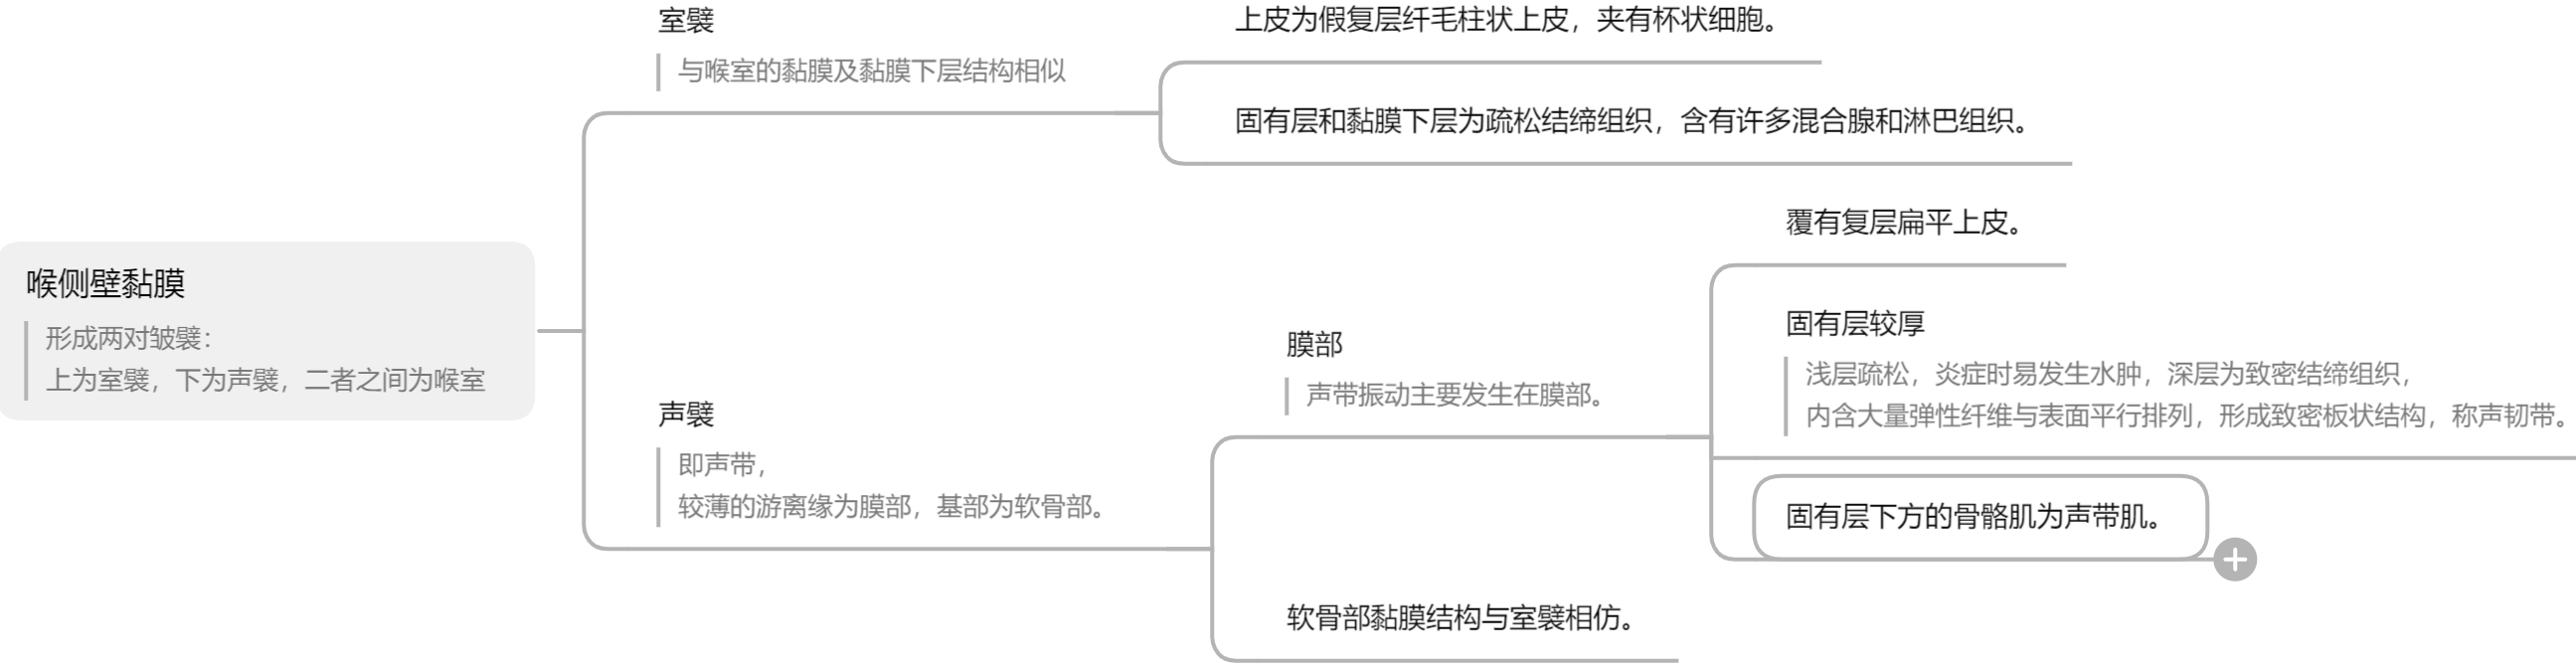 喉侧壁黏膜
形成两对皱襞：
上为室襞，下为声襞，二者之间为喉室
室襞
与喉室的黏膜及黏膜下层结构相似
上皮为假复层纤毛柱状上皮，夹有杯状细胞。
固有层和黏膜下层为疏松结缔组织，含有许多混合腺和淋巴组织。
声襞
即声带，
较薄的游离缘为膜部，基部为软骨部。
膜部
声带振动主要发生在膜部。
覆有复层扁平上皮。
固有层较厚
浅层疏松，炎症时易发生水肿，深层为致密结缔组织，
内含大量弹性纤维与表面平行排列，形成致密板状结构，称声韧带。
固有层下方的骨骼肌为声带肌。
软骨部黏膜结构与室襞相仿。